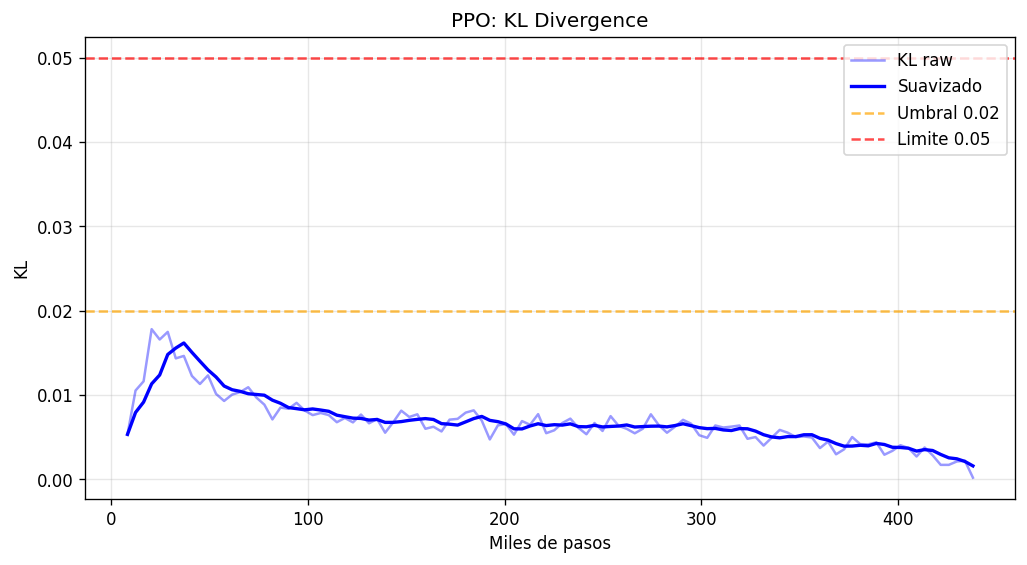 PPO: KL Divergence
KL raw
Suavizado
Umbral 0.02
Limite 0.05
KL
0.05
0.04
0.03
0.02
0.01
0.00
0
100
200
300
400
Miles de pasos